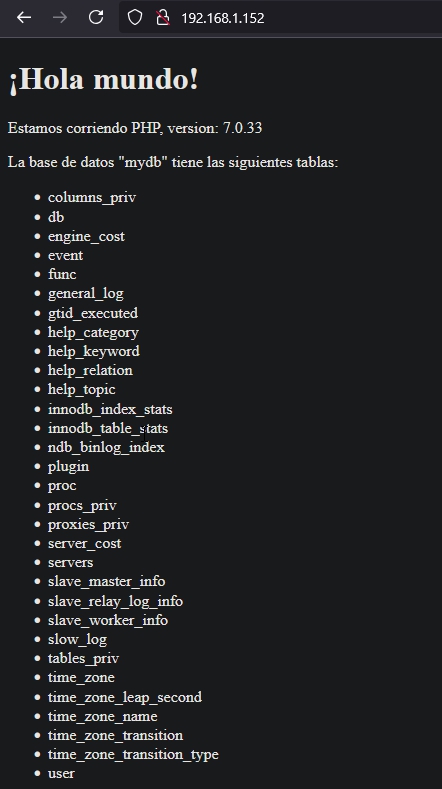 192.168.1.152
¡Hola mundo!
Estamos corriendo PHP, version: 7.0.33
La base de datos "mydb" tiene las siguientes tablas:
columns_priv
db
engine_cost
event
func
general_log
gtid_executed
help_category
help_keyword
help_relation
help_topic
innodb_index_stats
innodb_table_stats
ndb_binlog_index
plugin
proc
procs_priv
proxies_priv
server_cost
servers
slave_master_info
slave_relay_log_info
slave_worker_info
slow_log
tables_priv
time_zone
time_zone_leap_second
time_zone_name
time_zone_transition
time_zone_transition_type
user